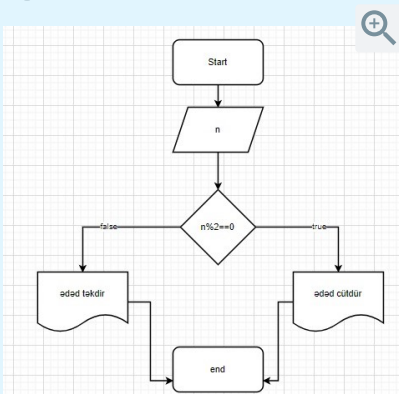 Start
n
n%2==0
false
true
ədəd təkdir
ədəd cütdür
end